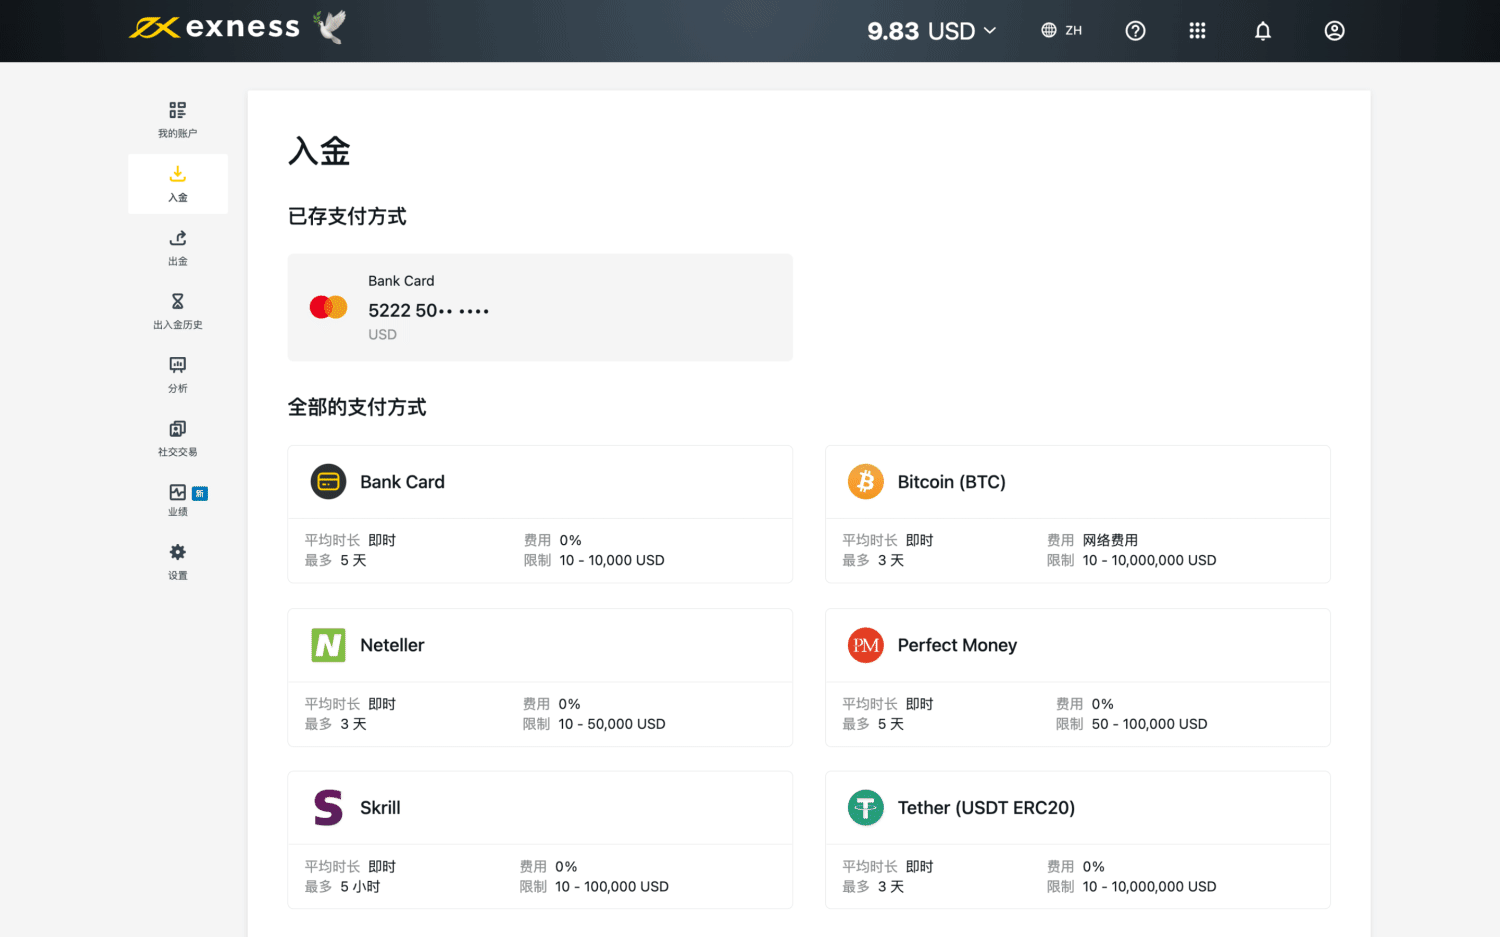 exness
9.83 USD
ZH
我的账户
入金
出金
出入金历史
分析
社交交易
新
业绩
设置
入金
已存支付方式
Bank Card
5222 50•• ••••
USD
全部的支付方式
Bank Card
平均时长 即时 费用 0%
最多 5 天 限制 10 - 10,000 USD
Bitcoin (BTC)
平均时长 即时 费用 网络费用
最多 3 天 限制 10 - 10,000,000 USD
N Neteller
平均时长 即时 费用 0%
最多 3 天 限制 10 - 50,000 USD
PM Perfect Money
平均时长 即时 费用 0%
最多 5 天 限制 50 - 100,000 USD
S Skrill
平均时长 即时 费用 0%
最多 5 小时 限制 10 - 100,000 USD
Tether (USDT ERC20)
平均时长 即时 费用 0%
最多 3 天 限制 10 - 10,000,000 USD